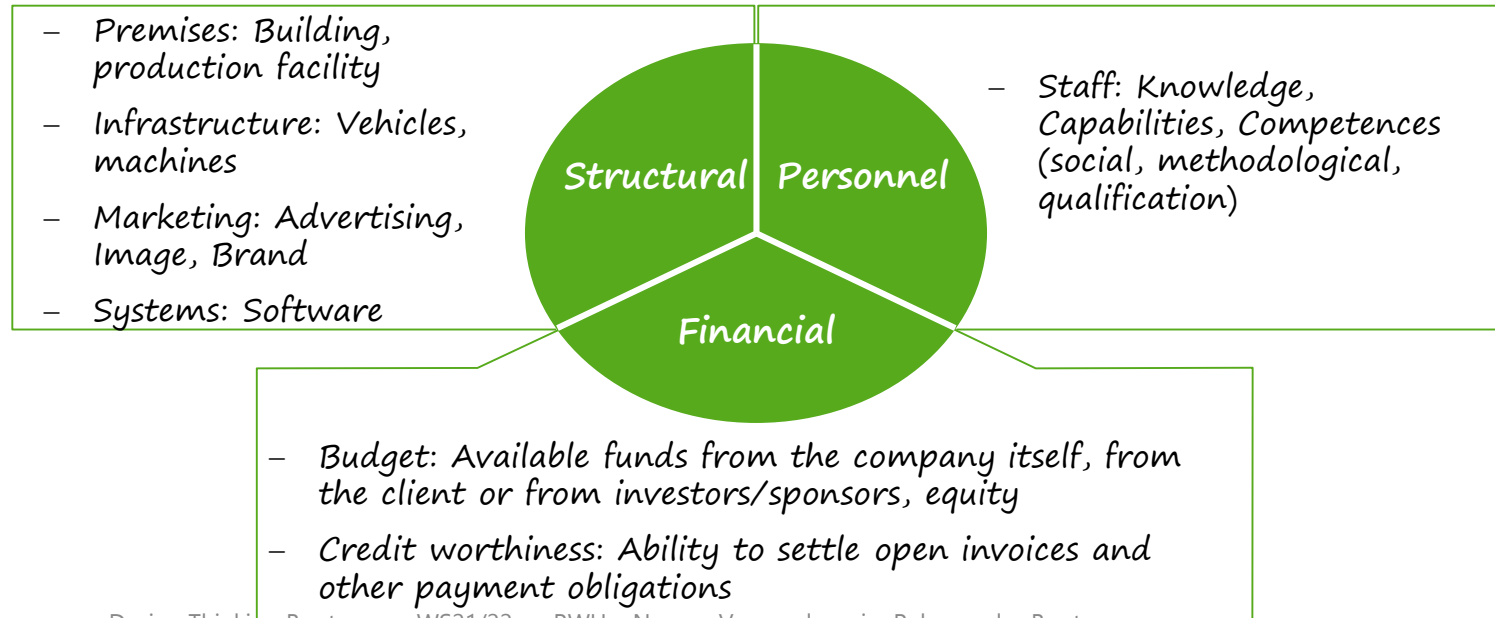 – Premises: Building,
production facility
– Infrastructure: Vehicles,
machines
– Marketing: Advertising,
Image, Brand
– Systems: Software
Structural
Personnel
Financial
– Staff: Knowledge,
Capabilities, Competences
(social, methodological,
qualification)
– Budget: Available funds from the company itself, from
the client or from investors/sponsors, equity
– Credit worthiness: Ability to settle open invoices and
other payment obligations